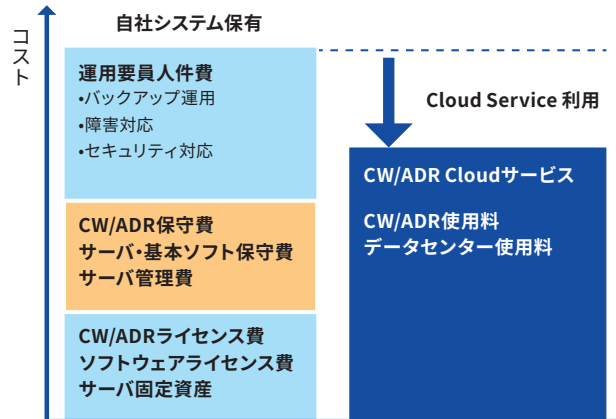 コスト
自社システム保有
運用要員人件費
•バックアップ運用
•障害対応
•セキュリティ対応
CW/ADR保守費
サーバ・基本ソフト保守費
サーバ管理費
CW/ADRライセンス費
ソフトウェアライセンス費
サーバ固定資産
Cloud Service 利用
CW/ADR Cloudサービス
CW/ADR使用料
データセンター使用料